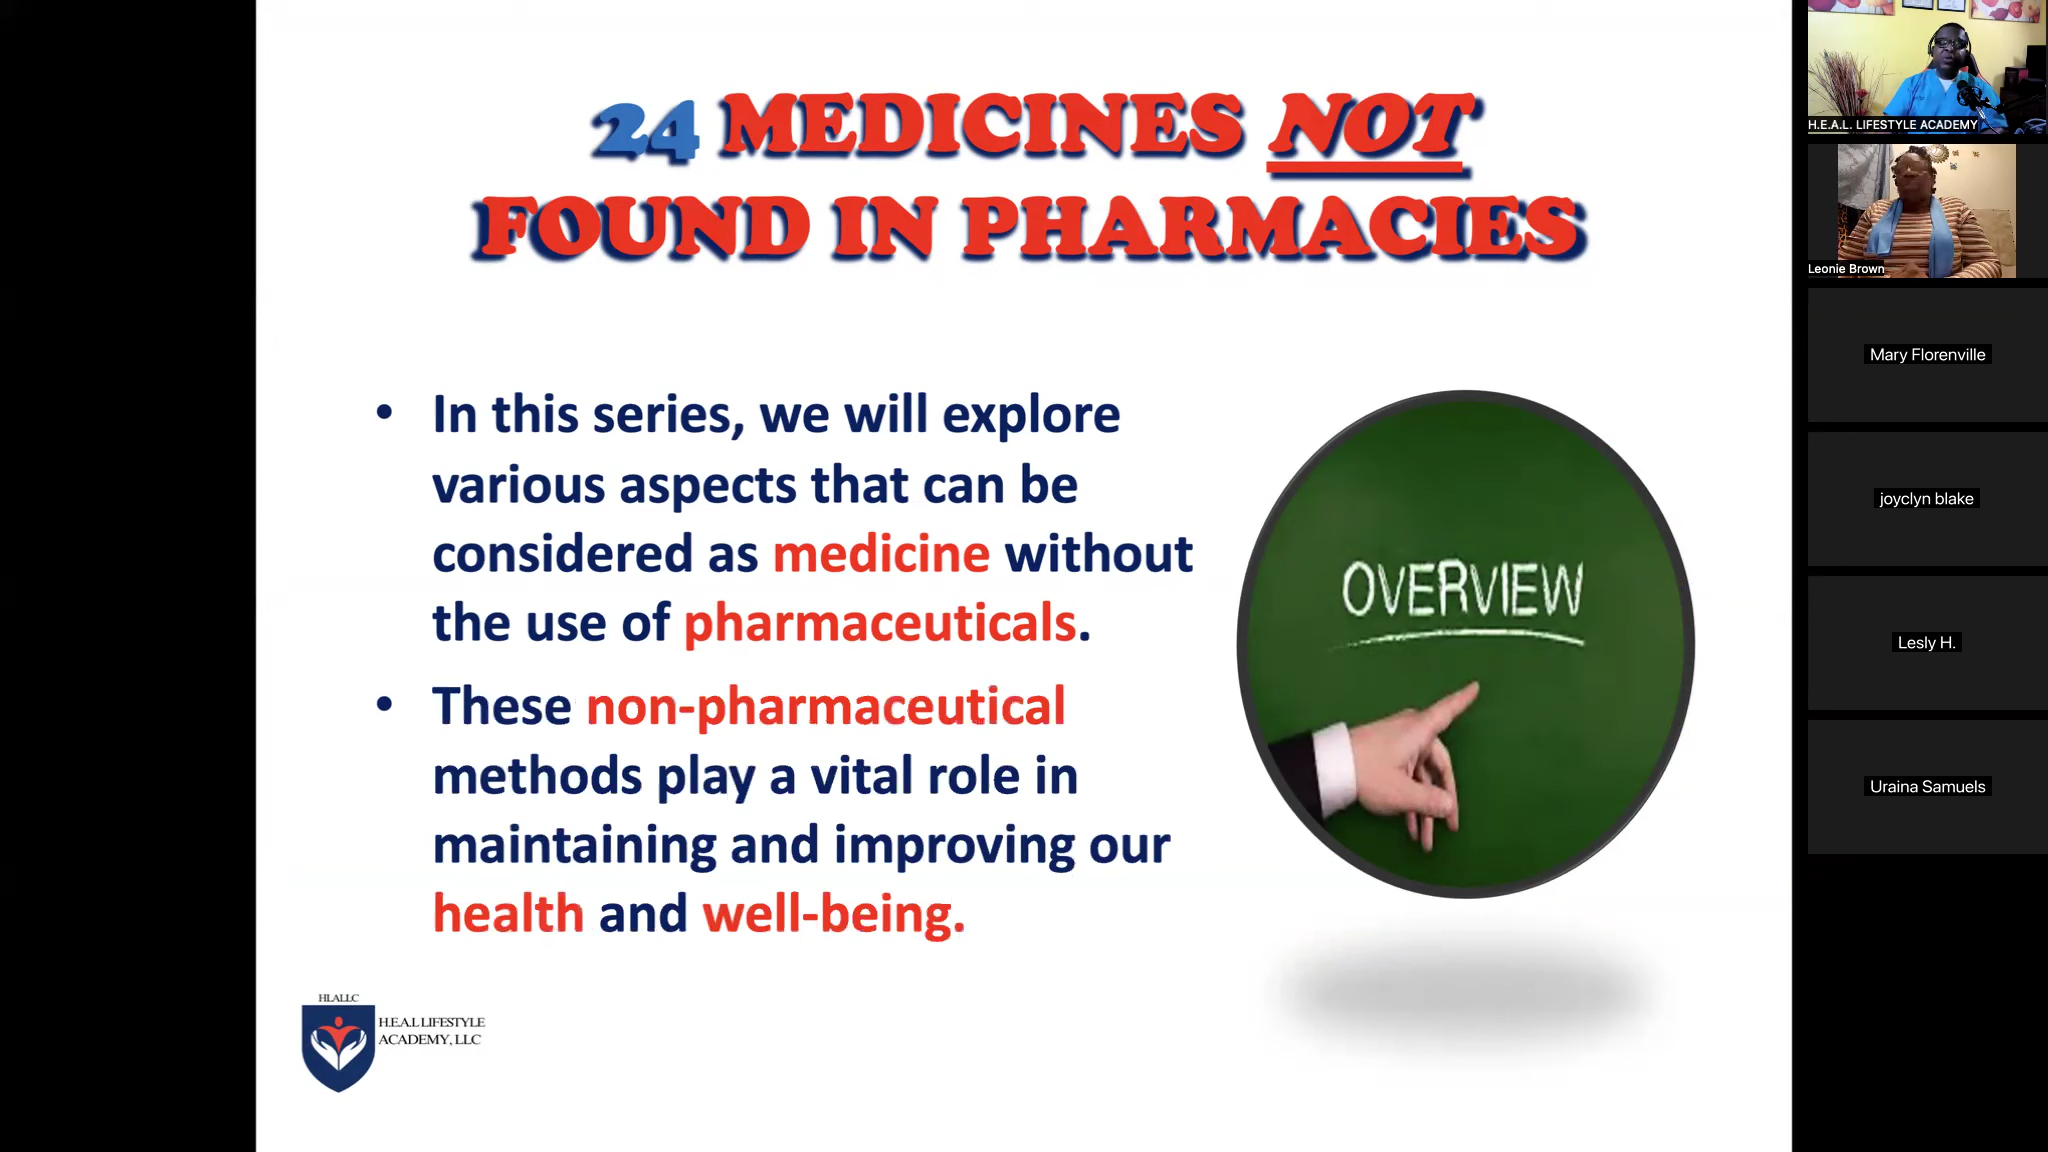 24 MEDICINES NOT
FOUND IN PHARMACIES
• In this series, we will explore
various aspects that can be
considered as medicine without
the use of pharmaceuticals.
• These non-pharmaceutical
methods play a vital role in
maintaining and improving our
health and well-being.
OVERVIEW
HLALLC
H.E.A.L LIFESTYLE
ACADEMY, LLC
H.E.A.L. LIFESTYLE ACADEMY
Leonie Brown
Mary Florenville
joyclyn blake
Lesly H.
Uraina Samuels